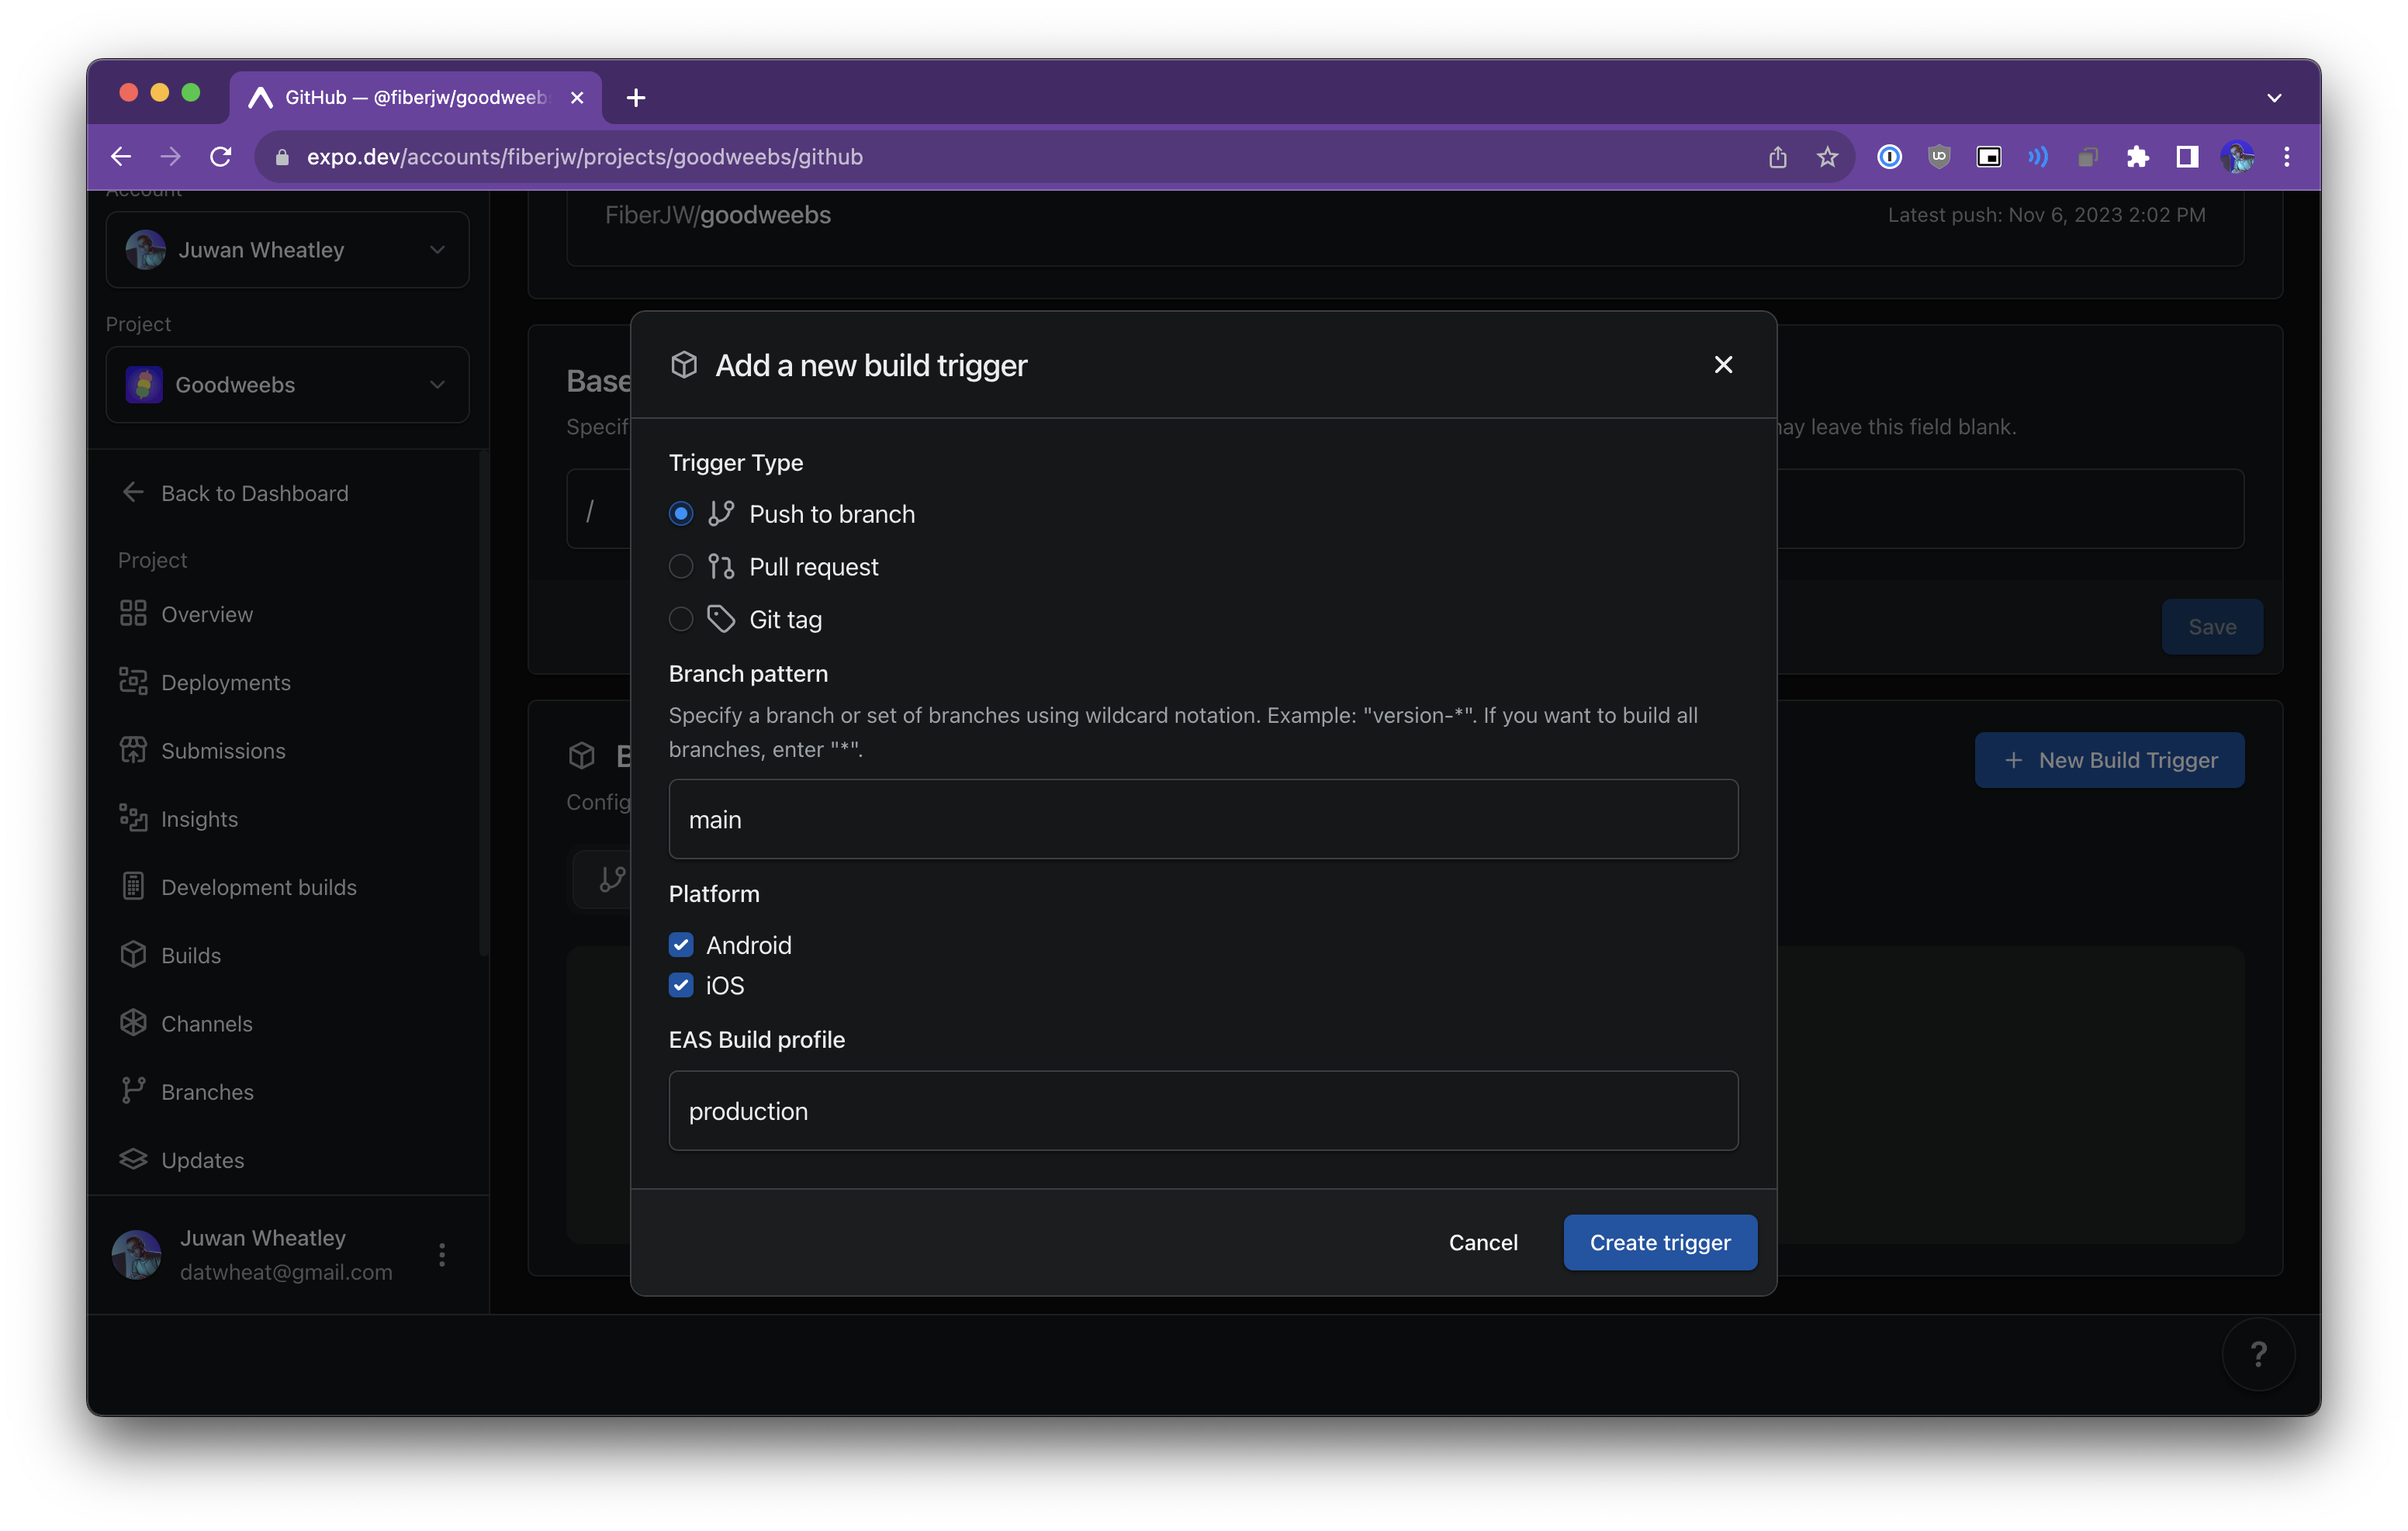 GitHub — @fiberjw/goodweebs
expo.dev/accounts/fiberjw/projects/goodweebs/github
Account
Juwan Wheatley
Project
Goodweebs
Back to Dashboard
Project
Overview
Deployments
Submissions
Insights
Development builds
Builds
Channels
Branches
Updates
Juwan Wheatley
datwheat@gmail.com
FiberJW/goodweebs
Latest push: Nov 6, 2023 2:02 PM
Base
Specif
may leave this field blank.
/
Save
B
Config
New Build Trigger
Add a new build trigger
Trigger Type
Push to branch
Pull request
Git tag
Branch pattern
Specify a branch or set of branches using wildcard notation. Example: "version-*". If you want to build all
branches, enter "*".
main
Platform
Android
iOS
EAS Build profile
production
Cancel
Create trigger
?